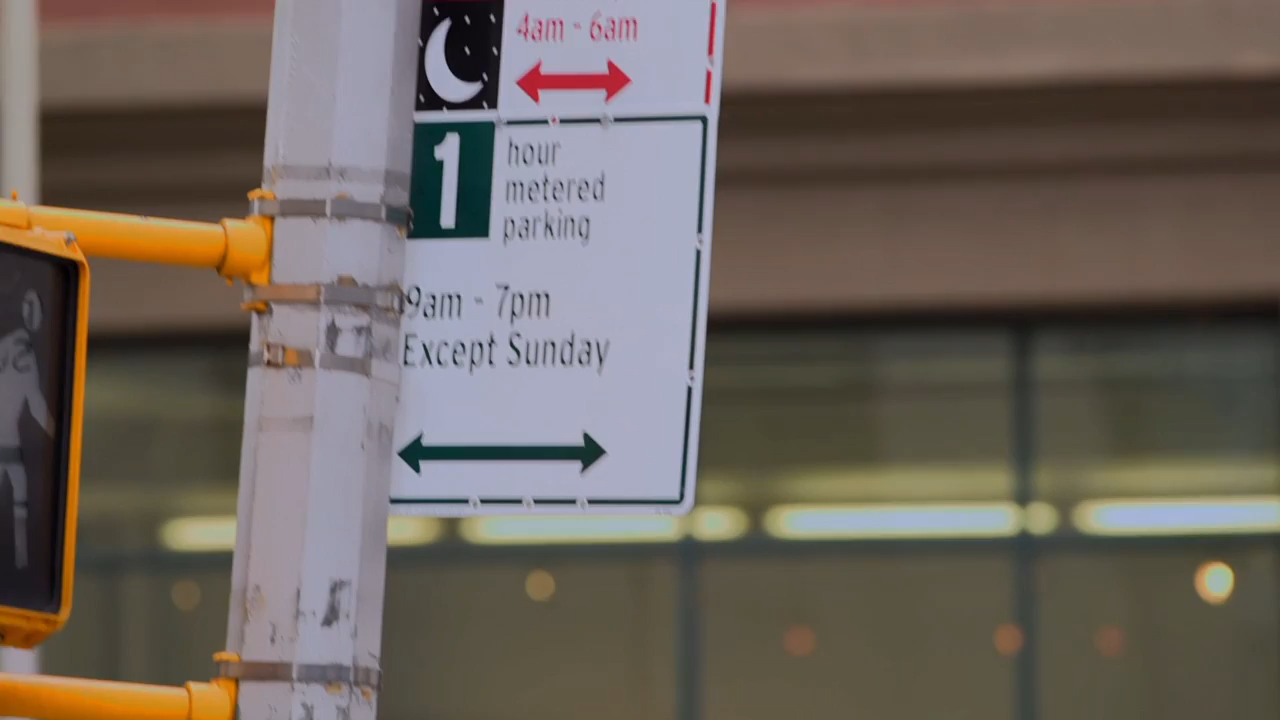 4am - 6am
1
hour
metered
parking
9am - 7pm
Except Sunday